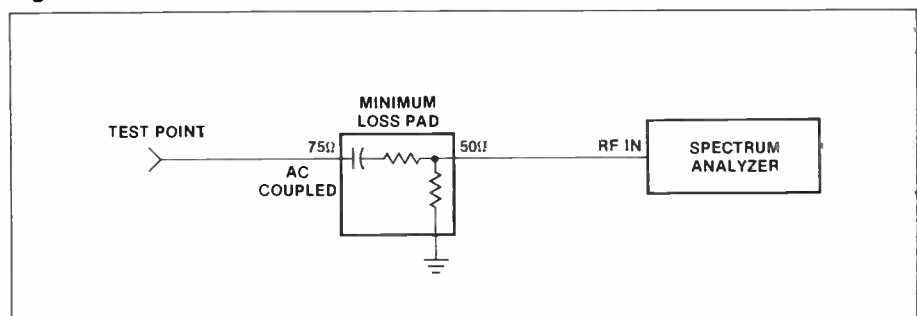 MINIMUM
LOSS PAD
TEST POINT
75Ω
AC
COUPLED
50Ω
RF IN
SPECTRUM
ANALYZER